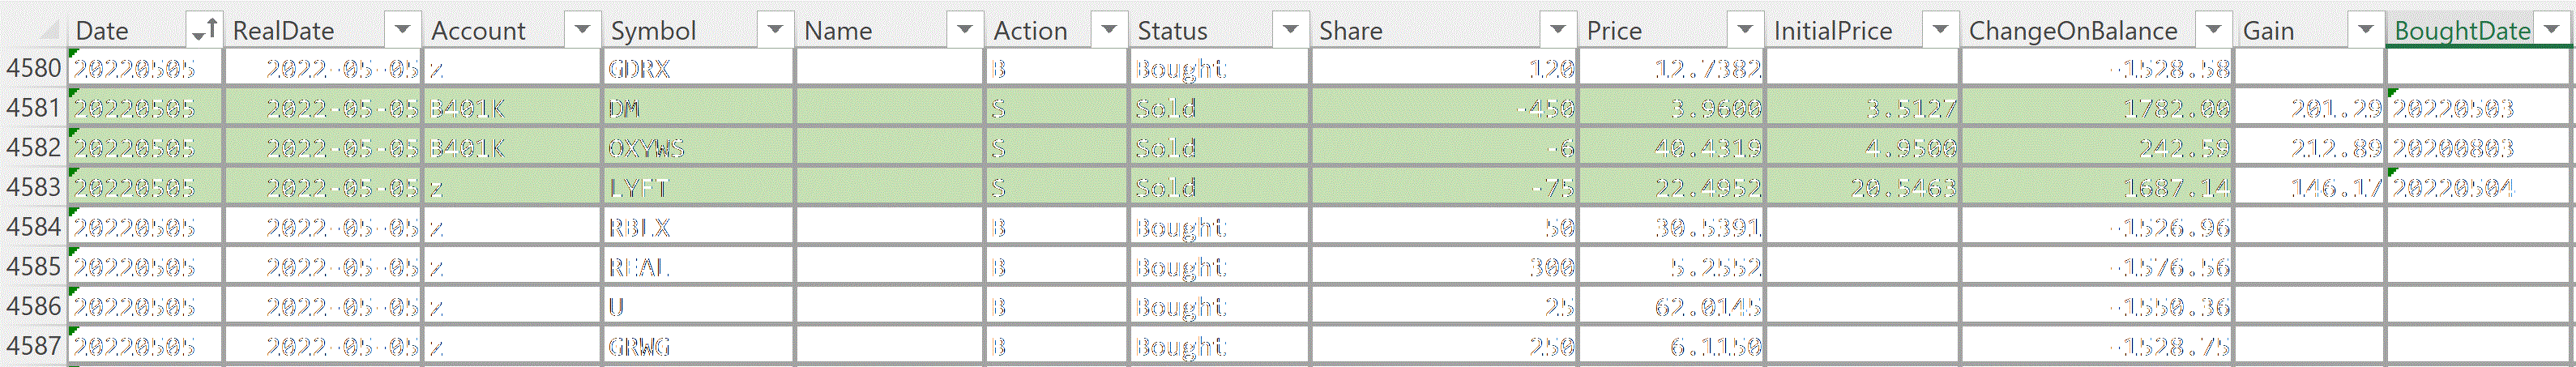 Date RealDate Account Symbol Name Action Status Share Price InitialPrice ChangeOnBalance Gain BoughtDate
4580 20220505 2022-05-05 z GDRX B Bought 120 12.7382 -1528.58
4581 20220505 2022-05-05 B401K DM S Sold -450 3.9600 3.5127 1782.00 201.29 20220503
4582 20220505 2022-05-05 B401K OXYWS S Sold -6 40.4319 4.9500 242.59 212.89 20200803
4583 20220505 2022-05-05 z LYFT S Sold -75 22.4952 20.5463 1687.14 146.17 20220504
4584 20220505 2022-05-05 z RBLX B Bought 50 30.5391 -1526.96
4585 20220505 2022-05-05 z REAL B Bought 300 5.2552 -1576.56
4586 20220505 2022-05-05 z U B Bought 25 62.0145 -1550.36
4587 20220505 2022-05-05 z GRWG B Bought 250 6.1150 -1528.75